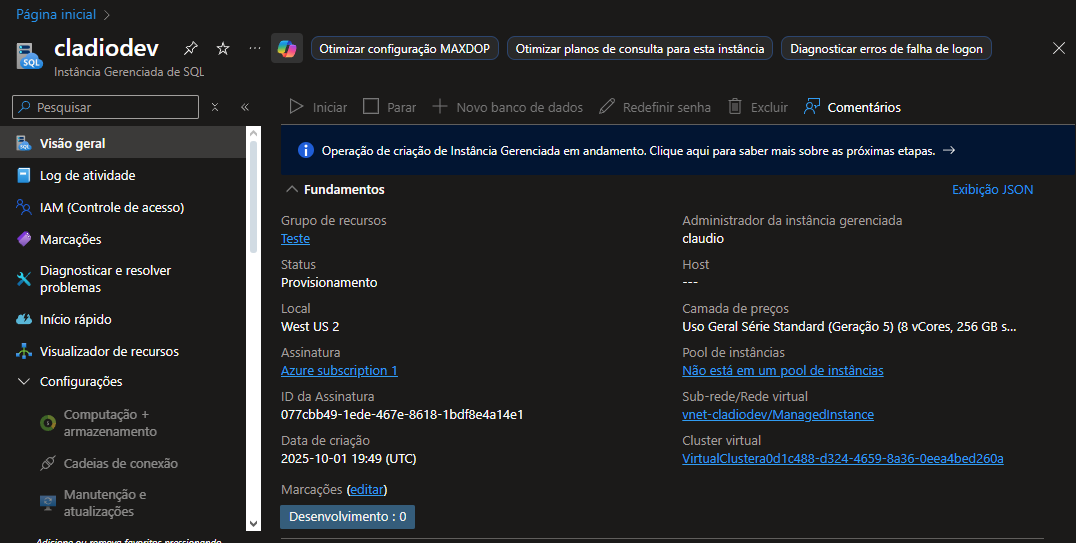 Página inicial
cladiodev
Instância Gerenciada de SQL
Otimizar configuração MAXDOP
Otimizar planos de consulta para esta instância
Diagnosticar erros de falha de logon
SQL
Pesquisar
Visão geral
Log de atividade
IAM (Controle de acesso)
Marcações
Diagnosticar e resolver
problemas
Início rápido
Visualizador de recursos
Configurações
Computação +
armazenamento
Cadeias de conexão
Manutenção e
atualizações
Adicione ou remova favoritos pressionando
Iniciar
Parar
Novo banco de dados
Redefinir senha
Excluir
Comentários
Operação de criação de Instância Gerenciada em andamento. Clique aqui para saber mais sobre as próximas etapas.
Fundamentos
Exibição JSON
Grupo de recursos
Teste
Status
Provisionamento
Local
West US 2
Assinatura
Azure subscription 1
ID da Assinatura
077cbb49-1ede-467e-8618-1bdf8e4a14e1
Data de criação
2025-10-01 19:49 (UTC)
Administrador da instância gerenciada
claudio
Host
---
Camada de preços
Uso Geral Série Standard (Geração 5) (8 vCores, 256 GB s...
Pool de instâncias
Não está em um pool de instâncias
Sub-rede/Rede virtual
vnet-cladiodev/ManagedInstance
Cluster virtual
VirtualClustera0d1c488-d324-4659-8a36-0eea4bed260a
Marcações (editar)
Desenvolvimento : 0